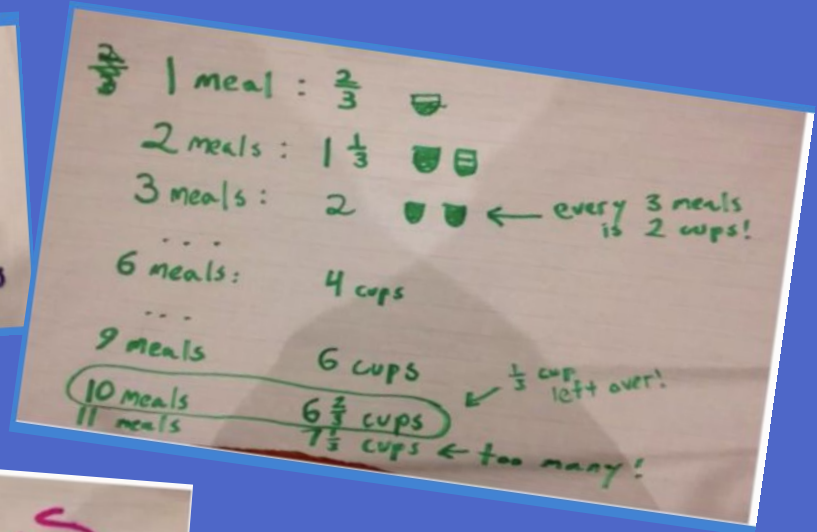 1 meal : 2/3
2 meals : 1 1/3
3 meals : 2 ← every 3 meals
is 2 cups!
...
6 meals: 4 cups
...
9 meals 6 cups
1/3 cup
left over!
10 meals 6 2/3 cups
11 meals 7 1/3 cups ← too many!